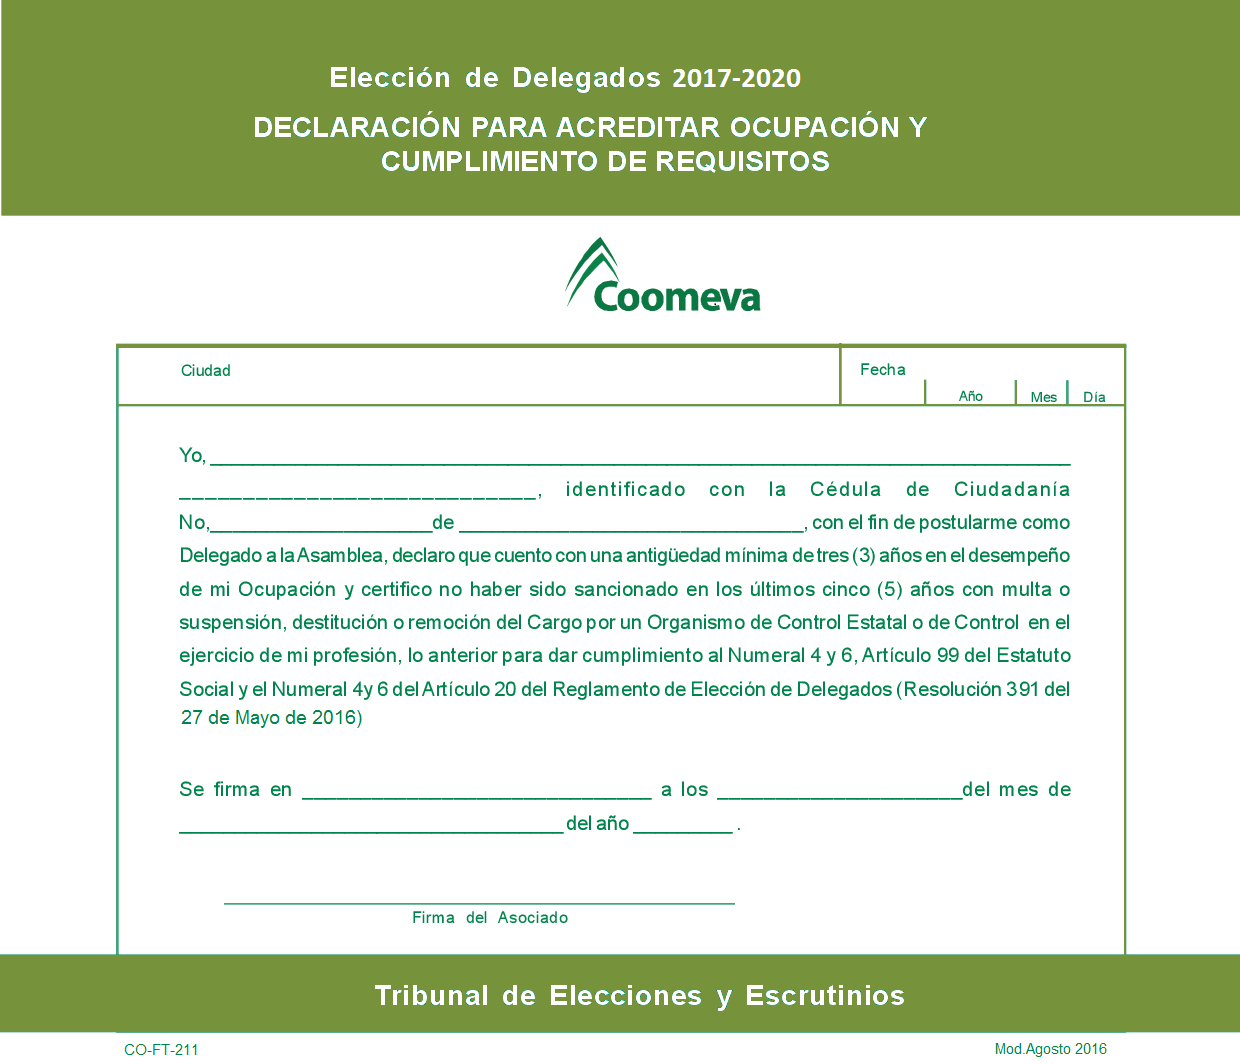 Elección de Delegados 2017-2020
DECLARACIÓN PARA ACREDITAR OCUPACIÓN Y
CUMPLIMIENTO DE REQUISITOS
Coomeva
Ciudad
Fecha
Año Mes Día
Yo, ______________________________________________________________________________
____________________________, identificado con la Cédula de Ciudadanía
No,____________________de _______________________________, con el fin de postularme como
Delegado a la Asamblea, declaro que cuento con una antigüedad mínima de tres (3) años en el desempeño
de mi Ocupación y certifico no haber sido sancionado en los últimos cinco (5) años con multa o
suspensión, destitución o remoción del Cargo por un Organismo de Control Estatal o de Control en el
ejercicio de mi profesión, lo anterior para dar cumplimiento al Numeral 4 y 6, Artículo 99 del Estatuto
Social y el Numeral 4y 6 del Artículo 20 del Reglamento de Elección de Delegados (Resolución 391 del
27 de Mayo de 2016)
Se firma en ______________________________ a los _____________________del mes de
___________________________________ del año _________ .
Firma del Asociado
Tribunal de Elecciones y Escrutinios
CO-FT-211
Mod.Agosto 2016